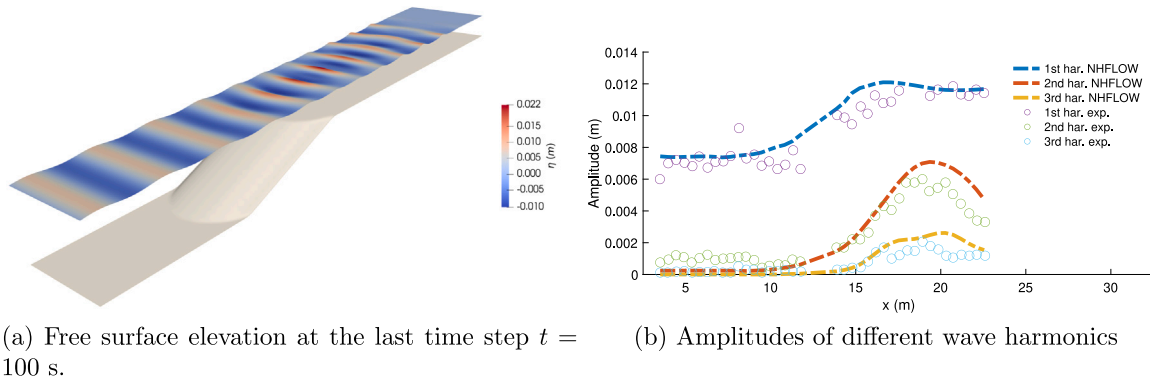 0.022
0.015
0.010
0.005
0.000
-0.005
-0.010
η (m)
0.014
0.012
0.01
0.008
0.006
0.004
0.002
0
Amplitude (m)
5
10
15
20
25
30
x (m)
1st har. NHFLOW
2nd har. NHFLOW
3rd har. NHFLOW
1st har. exp.
2nd har. exp.
3rd har. exp.
(a) Free surface elevation at the last time step t =
100 s.
(b) Amplitudes of different wave harmonics